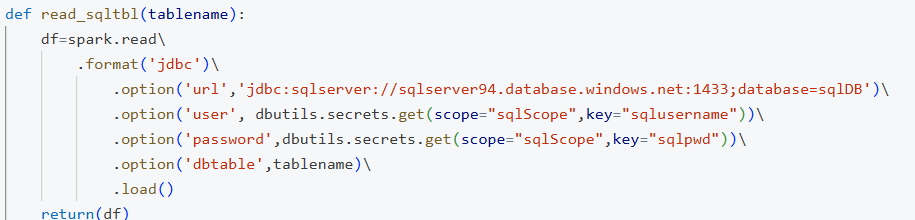 def read_sqltbl(tablename):
    df=spark.read\
        .format('jdbc')\
            .option('url','jdbc:sqlserver://sqlserver94.database.windows.net:1433;database=sqlDB')\
            .option('user', dbutils.secrets.get(scope="sqlScope",key="sqlusername"))\
            .option('password',dbutils.secrets.get(scope="sqlScope",key="sqlpwd"))\
            .option('dbtable',tablename)\
            .load()
    return(df)